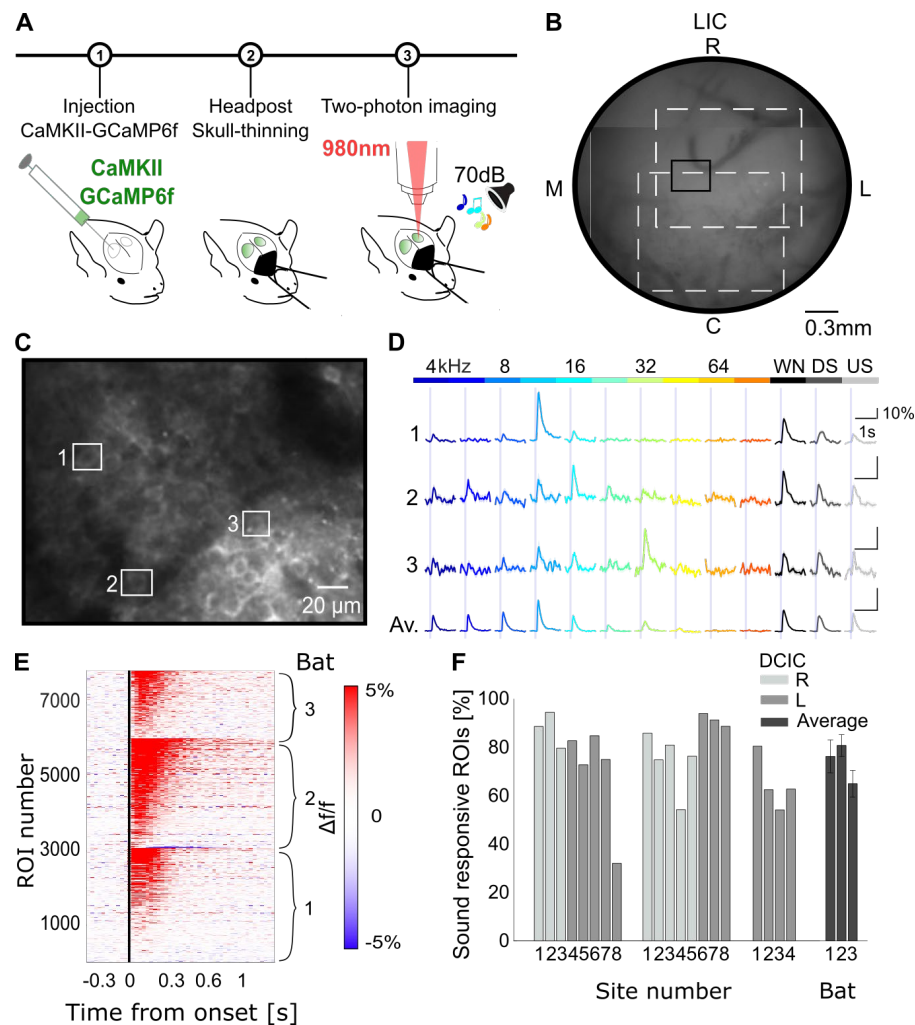 A
1
2
3
Injection
CaMKII-GCaMP6f
Headpost
Skull-thinning
Two-photon imaging
CaMKII
GCaMP6f
980nm
70dB
B
LIC
R
M
L
C
0.3mm
C
1
2
3
20 µm
D
4kHz 8 16 32 64 WN DS US
10%
1s
1
2
3
Av.
E
Bat
7000
5000
3000
1000
ROI number
3
2
1
5%
0
-5%
Δf/f
-0.3 0 0.3 0.6 1
Time from onset [s]
F
DCIC
R
L
Average
Sound responsive ROIs [%]
100
80
60
40
20
0
12345678 12345678 1234 123
Site number Bat